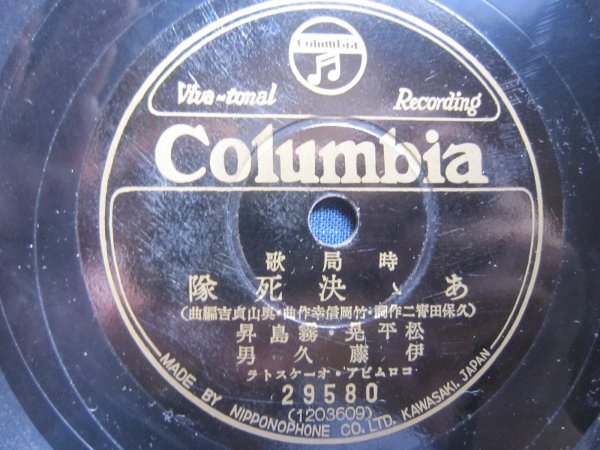 Columbia
Viva-tonal Recording
Columbia
時局歌
あゝ決死隊
(久保田宵二作詞・竹岡信幸作曲・奥山貞吉編曲)
松平晃・霧島昇
伊藤久男
コロムビア・オーケストラ
29580
(1203609)
MADE BY NIPPONOPHONE CO., LTD. KAWASAKI, JAPAN